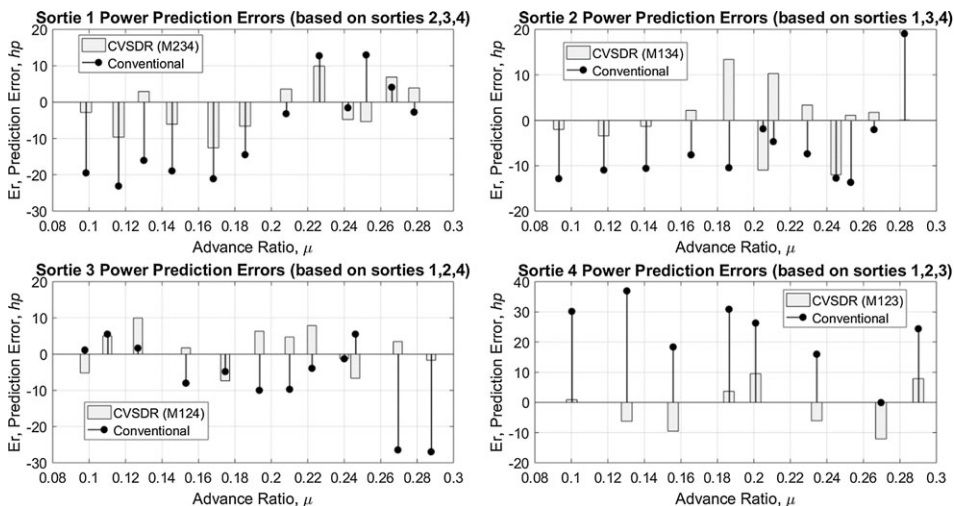 Sortie 1 Power Prediction Errors (based on sorties 2,3,4)
20
10
0
-10
-20
-30
Er, Prediction Error, hp
CVSDR (M234)
Conventional
0.08 0.1 0.12 0.14 0.16 0.18 0.2 0.22 0.24 0.26 0.28 0.3
Advance Ratio, μ
Sortie 2 Power Prediction Errors (based on sorties 1,3,4)
20
10
0
-10
-20
Er, Prediction Error, hp
CVSDR (M134)
Conventional
0.08 0.1 0.12 0.14 0.16 0.18 0.2 0.22 0.24 0.26 0.28 0.3
Advance Ratio, μ
Sortie 3 Power Prediction Errors (based on sorties 1,2,4)
20
10
0
-10
-20
-30
Er, Prediction Error, hp
CVSDR (M124)
Conventional
0.08 0.1 0.12 0.14 0.16 0.18 0.2 0.22 0.24 0.26 0.28 0.3
Advance Ratio, μ
Sortie 4 Power Prediction Errors (based on sorties 1,2,3)
40
30
20
10
0
-10
-20
Er, Prediction Error, hp
CVSDR (M123)
Conventional
0.08 0.1 0.12 0.14 0.16 0.18 0.2 0.22 0.24 0.26 0.28 0.3
Advance Ratio, μ